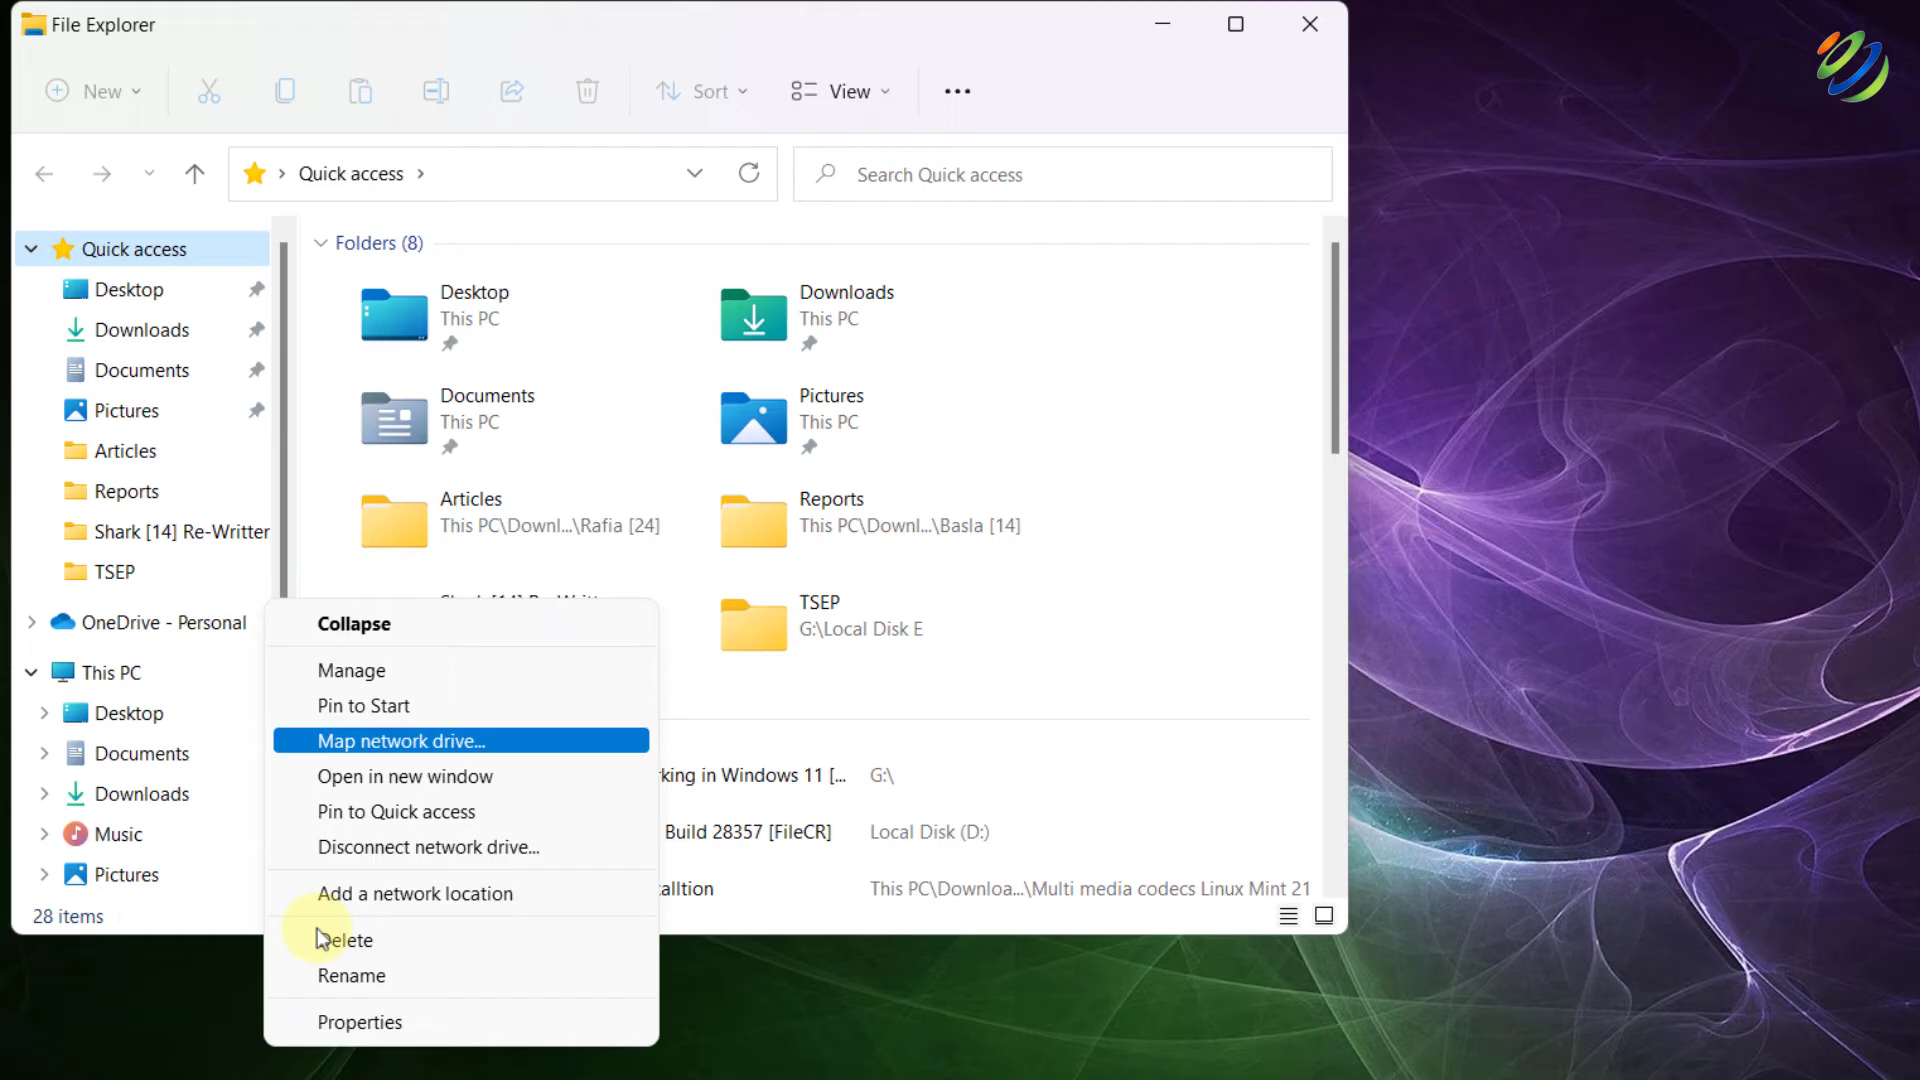 File Explorer
New
Sort
View
Quick access
Search Quick access
Quick access
Desktop
Downloads
Documents
Pictures
Articles
Reports
Shark [14] Re-Writter
TSEP
OneDrive - Personal
This PC
Desktop
Documents
Downloads
Music
Pictures
28 items
Folders (8)
Desktop
This PC
Downloads
This PC
Documents
This PC
Pictures
This PC
Articles
This PC\Downl...\Rafia [24]
Reports
This PC\Downl...\Basla [14]
TSEP
G:\Local Disk E
rking in Windows 11 [... G:\
Build 28357 [FileCR] Local Disk (D:)
alltion This PC\Downloa...\Multi media codecs Linux Mint 21
Collapse
Manage
Pin to Start
Map network drive...
Open in new window
Pin to Quick access
Disconnect network drive...
Add a network location
Delete
Rename
Properties